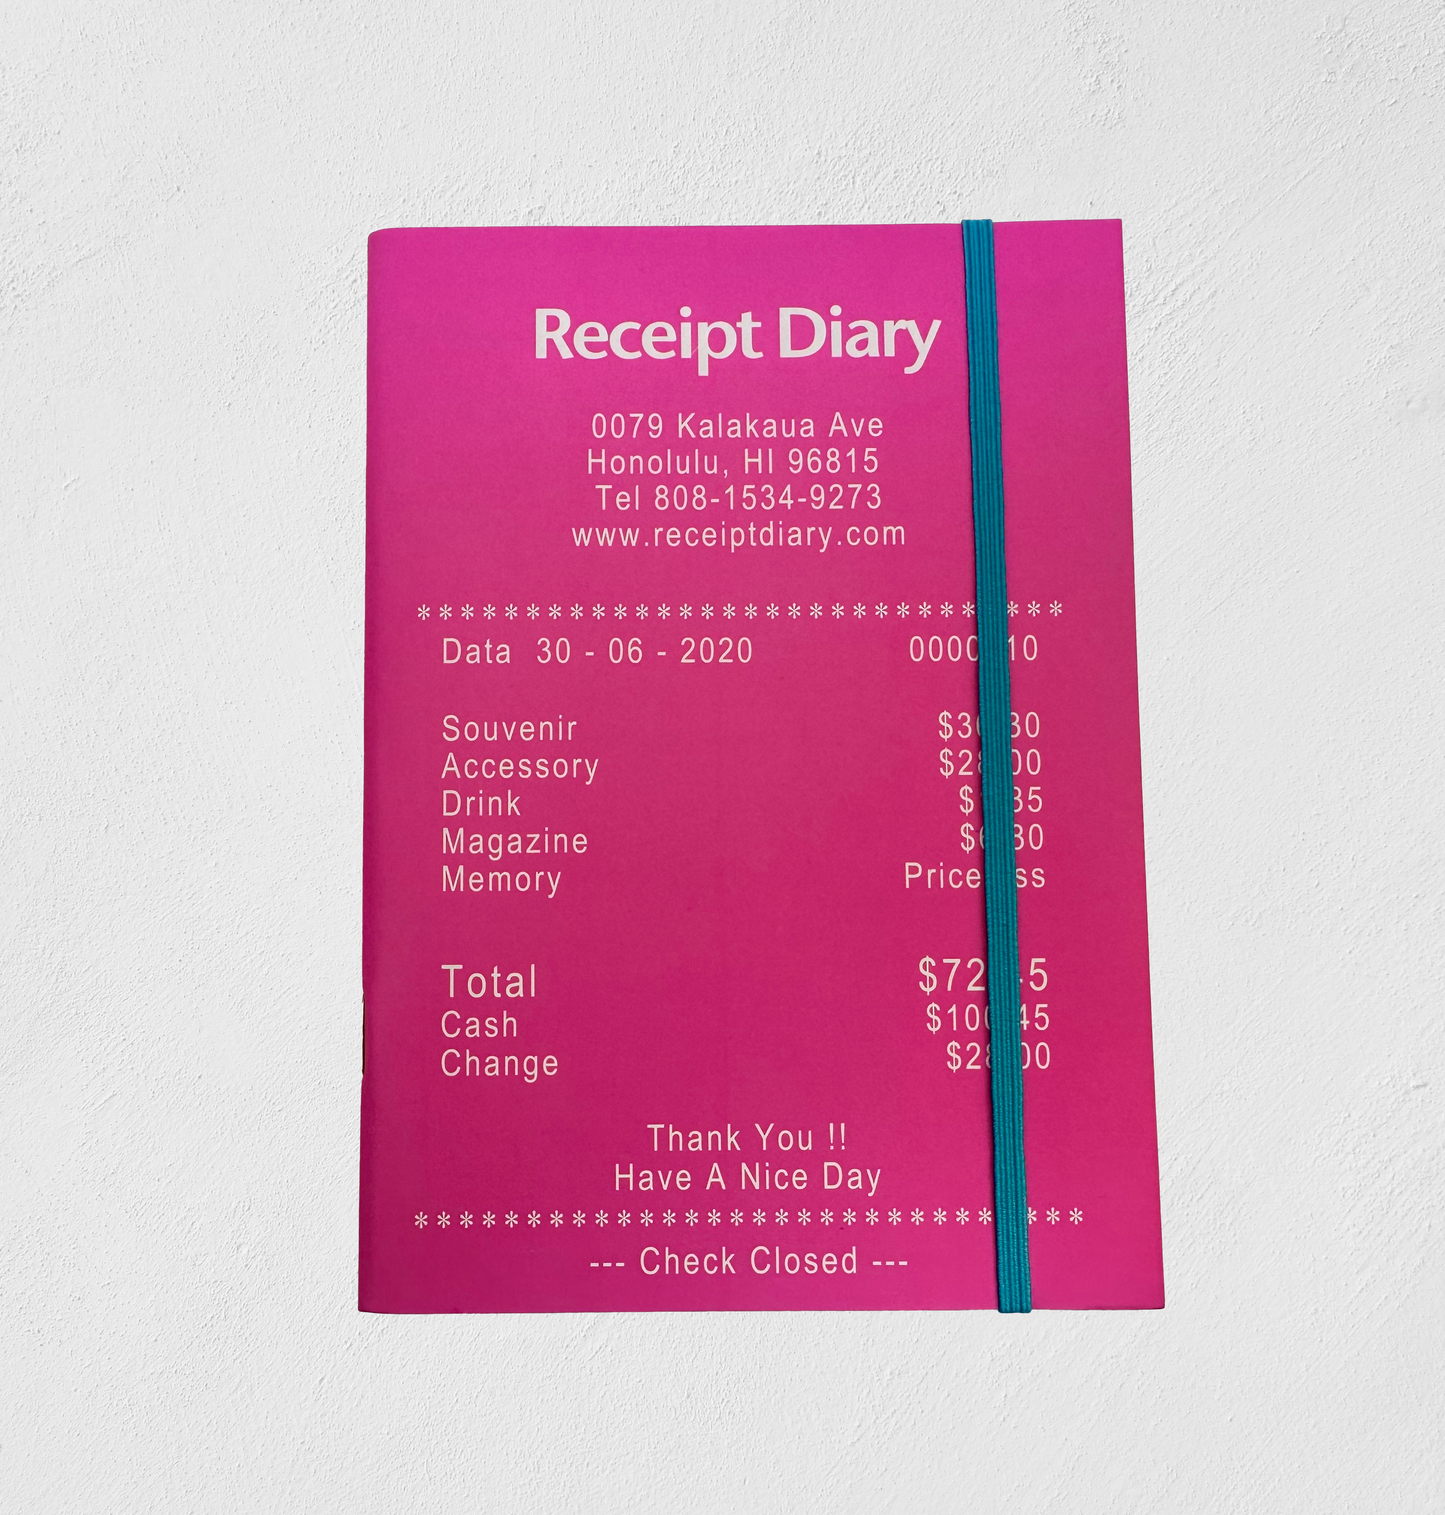 Receipt Diary
0079 Kalakaua Ave
Honolulu, HI 96815
Tel 808-1534-9273
www.receiptdiary.com
******************************
Data 30 - 06 - 2020
Souvenir
Accessory
Drink
Magazine
Memory Priceless
Total
Cash
Change
Thank You !!
Have A Nice Day
******************************
--- Check Closed ---